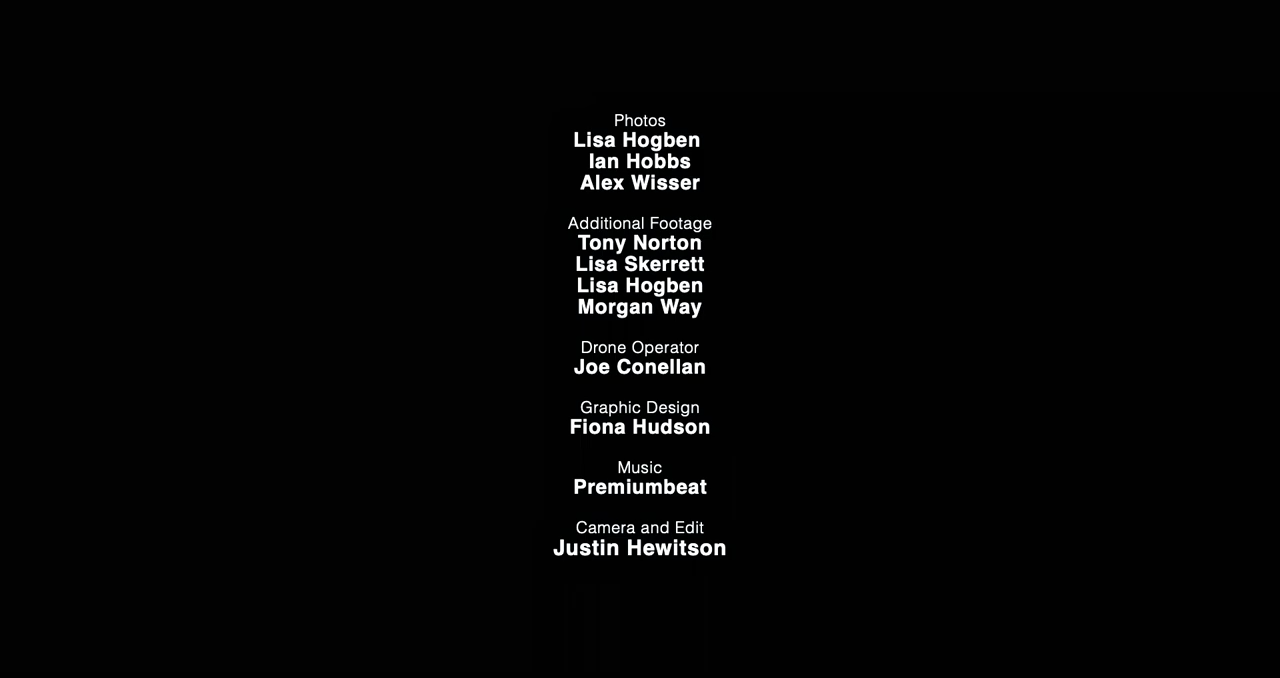 Photos
Lisa Hogben
Ian Hobbs
Alex Wisser
Additional Footage
Tony Norton
Lisa Skerrett
Lisa Hogben
Morgan Way
Drone Operator
Joe Conellan
Graphic Design
Fiona Hudson
Music
Premiumbeat
Camera and Edit
Justin Hewitson